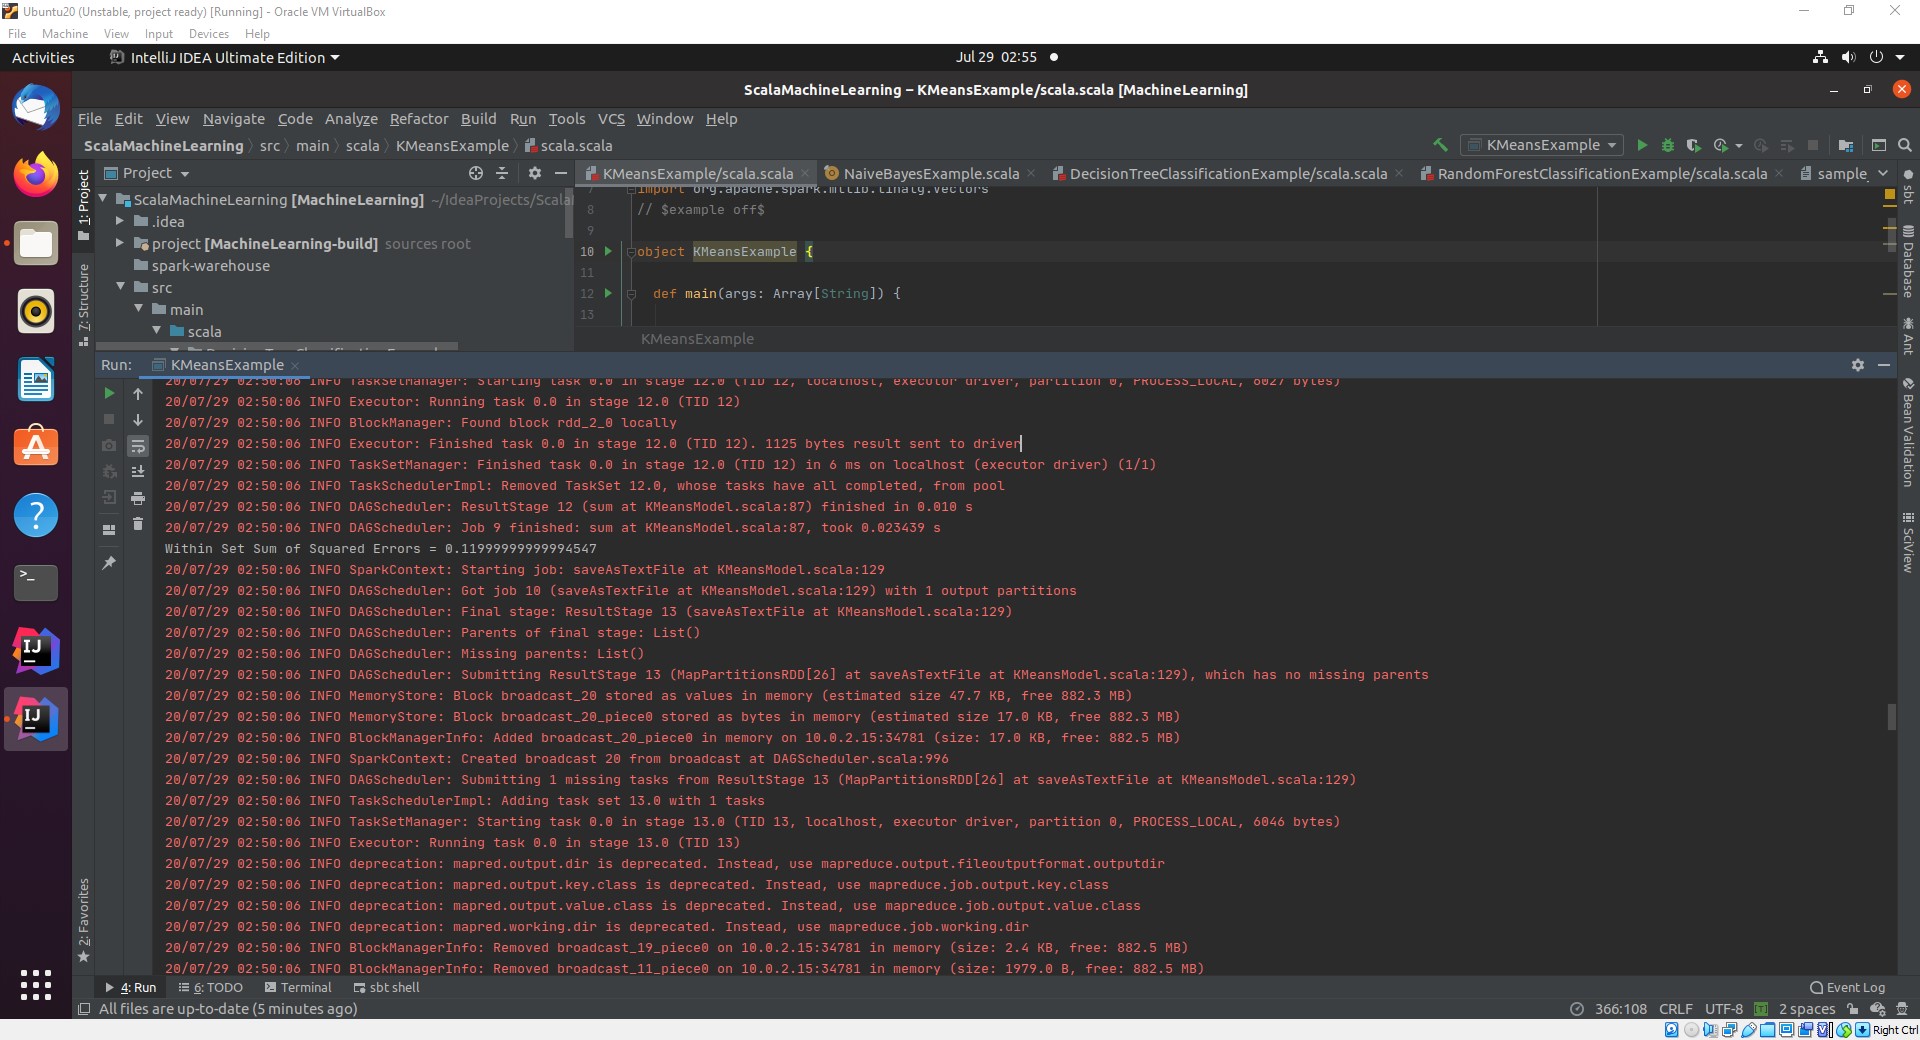 Ubuntu20 (Unstable, project ready) [Running] - Oracle VM VirtualBox
File Machine View Input Devices Help
Activities IntelliJ IDEA Ultimate Edition Jul 29 02:55
ScalaMachineLearning – KMeansExample/scala.scala [MachineLearning]
File Edit View Navigate Code Analyze Refactor Build Run Tools VCS Window Help
ScalaMachineLearning src main scala KMeansExample scala.scala KMeansExample
Project KMeansExample/scala.scala NaiveBayesExample.scala DecisionTreeClassificationExample/scala.scala RandomForestClassificationExample/scala.scala sample_
1: Project
7: Structure
2: Favorites
ScalaMachineLearning [MachineLearning] ~/IdeaProjects/Scala
.idea
project [MachineLearning-build] sources root
spark-warehouse
src
main
scala
7 import org.apache.spark.mllib.linalg.Vectors
8 // $example off$
9
10 object KMeansExample {
11
12 def main(args: Array[String]) {
13
KMeansExample
sbt
Database
Ant
Bean Validation
SciView
Run: KMeansExample
20/07/29 02:50:06 INFO TaskSetManager: Starting task 0.0 in stage 12.0 (TID 12, localhost, executor driver, partition 0, PROCESS_LOCAL, 6027 bytes)
20/07/29 02:50:06 INFO Executor: Running task 0.0 in stage 12.0 (TID 12)
20/07/29 02:50:06 INFO BlockManager: Found block rdd_2_0 locally
20/07/29 02:50:06 INFO Executor: Finished task 0.0 in stage 12.0 (TID 12). 1125 bytes result sent to driver
20/07/29 02:50:06 INFO TaskSetManager: Finished task 0.0 in stage 12.0 (TID 12) in 6 ms on localhost (executor driver) (1/1)
20/07/29 02:50:06 INFO TaskSchedulerImpl: Removed TaskSet 12.0, whose tasks have all completed, from pool
20/07/29 02:50:06 INFO DAGScheduler: ResultStage 12 (sum at KMeansModel.scala:87) finished in 0.010 s
20/07/29 02:50:06 INFO DAGScheduler: Job 9 finished: sum at KMeansModel.scala:87, took 0.023439 s
Within Set Sum of Squared Errors = 0.11999999999994547
20/07/29 02:50:06 INFO SparkContext: Starting job: saveAsTextFile at KMeansModel.scala:129
20/07/29 02:50:06 INFO DAGScheduler: Got job 10 (saveAsTextFile at KMeansModel.scala:129) with 1 output partitions
20/07/29 02:50:06 INFO DAGScheduler: Final stage: ResultStage 13 (saveAsTextFile at KMeansModel.scala:129)
20/07/29 02:50:06 INFO DAGScheduler: Parents of final stage: List()
20/07/29 02:50:06 INFO DAGScheduler: Missing parents: List()
20/07/29 02:50:06 INFO DAGScheduler: Submitting ResultStage 13 (MapPartitionsRDD[26] at saveAsTextFile at KMeansModel.scala:129), which has no missing parents
20/07/29 02:50:06 INFO MemoryStore: Block broadcast_20 stored as values in memory (estimated size 47.7 KB, free 882.3 MB)
20/07/29 02:50:06 INFO MemoryStore: Block broadcast_20_piece0 stored as bytes in memory (estimated size 17.0 KB, free 882.3 MB)
20/07/29 02:50:06 INFO BlockManagerInfo: Added broadcast_20_piece0 in memory on 10.0.2.15:34781 (size: 17.0 KB, free: 882.5 MB)
20/07/29 02:50:06 INFO SparkContext: Created broadcast 20 from broadcast at DAGScheduler.scala:996
20/07/29 02:50:06 INFO DAGScheduler: Submitting 1 missing tasks from ResultStage 13 (MapPartitionsRDD[26] at saveAsTextFile at KMeansModel.scala:129)
20/07/29 02:50:06 INFO TaskSchedulerImpl: Adding task set 13.0 with 1 tasks
20/07/29 02:50:06 INFO TaskSetManager: Starting task 0.0 in stage 13.0 (TID 13, localhost, executor driver, partition 0, PROCESS_LOCAL, 6046 bytes)
20/07/29 02:50:06 INFO Executor: Running task 0.0 in stage 13.0 (TID 13)
20/07/29 02:50:06 INFO deprecation: mapred.output.dir is deprecated. Instead, use mapreduce.output.fileoutputformat.outputdir
20/07/29 02:50:06 INFO deprecation: mapred.output.key.class is deprecated. Instead, use mapreduce.job.output.key.class
20/07/29 02:50:06 INFO deprecation: mapred.output.value.class is deprecated. Instead, use mapreduce.job.output.value.class
20/07/29 02:50:06 INFO deprecation: mapred.working.dir is deprecated. Instead, use mapreduce.job.working.dir
20/07/29 02:50:06 INFO BlockManagerInfo: Removed broadcast_19_piece0 on 10.0.2.15:34781 in memory (size: 2.4 KB, free: 882.5 MB)
20/07/29 02:50:06 INFO BlockManagerInfo: Removed broadcast_11_piece0 on 10.0.2.15:34781 in memory (size: 1979.0 B, free: 882.5 MB)
4: Run 6: TODO Terminal sbt shell Event Log
All files are up-to-date (5 minutes ago) 366:108 CRLF UTF-8 2 spaces
Right Ctrl